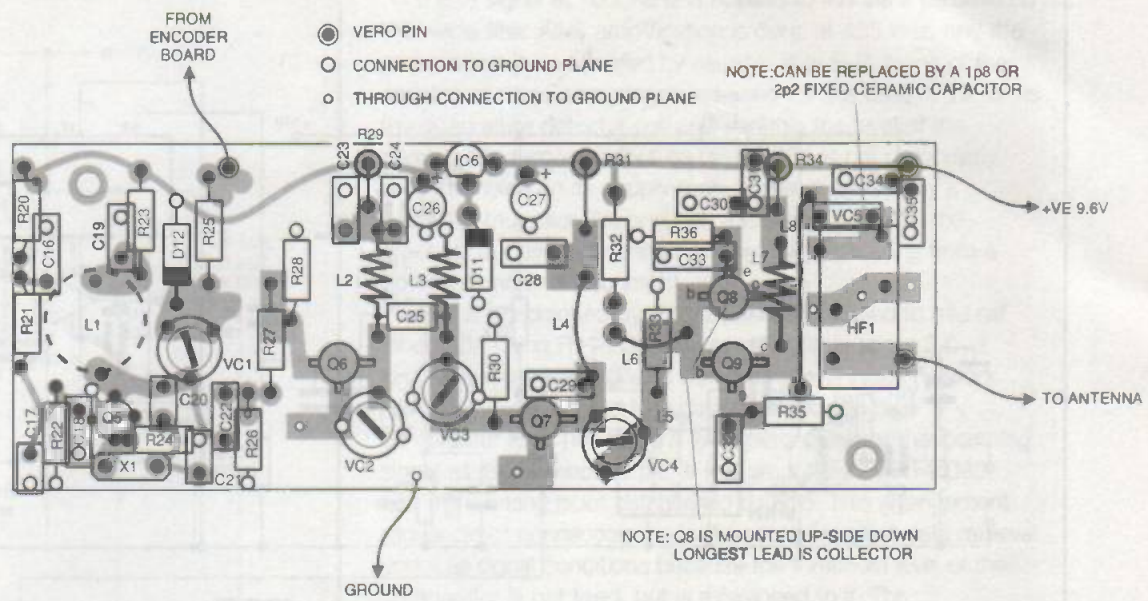 FROM
ENCODER
BOARD
VERO PIN
CONNECTION TO GROUND PLANE
THROUGH CONNECTION TO GROUND PLANE
NOTE:CAN BE REPLACED BY A 1p8 OR
2p2 FIXED CERAMIC CAPACITOR
R20
C16
R21
C19
R23
D12
R25
L1
VC1
R28
R27
C23
R29
C24
C26
IC6
C27
L2
L3
C25
D11
C28
L4
R30
R31
R32
R33
L6
L5
C30
R36
C33
Q8
e
b
L7
L8
R34
C34
VC5
C35
HF1
+VE 9.6V
TO ANTENNA
Q9
c
R35
Q6
VC2
VC3
Q7
C29
VC4
C17
R22
C18
Q5
R24
X1
C20
C21
C22
R26
GROUND
NOTE: Q8 IS MOUNTED UP-SIDE DOWN
LONGEST LEAD IS COLLECTOR